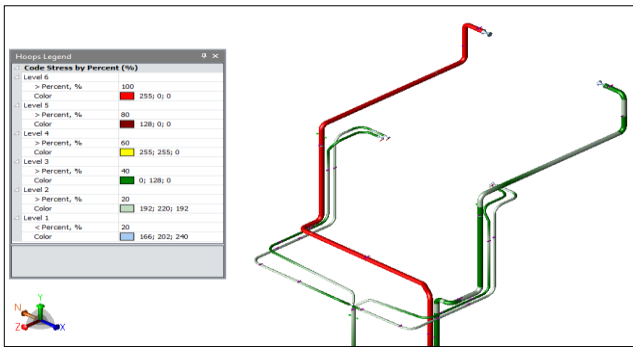 Hoops Legend
Code Stress by Percent (%)
Level 6
> Percent, % 100
Color 255; 0; 0
Level 5
> Percent, % 80
Color 128; 0; 0
Level 4
> Percent, % 60
Color 255; 255; 0
Level 3
> Percent, % 40
Color 0; 128; 0
Level 2
> Percent, % 20
Color 192; 220; 192
Level 1
< Percent, % 20
Color 166; 202; 240
N
Y
Z
X